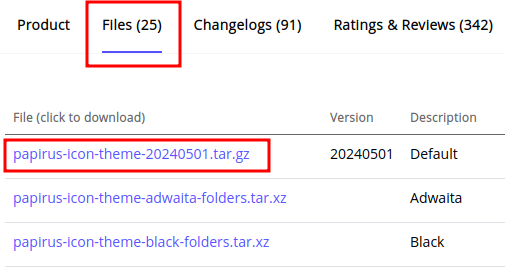 Product Files (25) Changelogs (91) Ratings & Reviews (342)
File (click to download) Version Description
papirus-icon-theme-20240501.tar.gz 20240501 Default
papirus-icon-theme-adwaita-folders.tar.xz Adwaita
papirus-icon-theme-black-folders.tar.xz Black